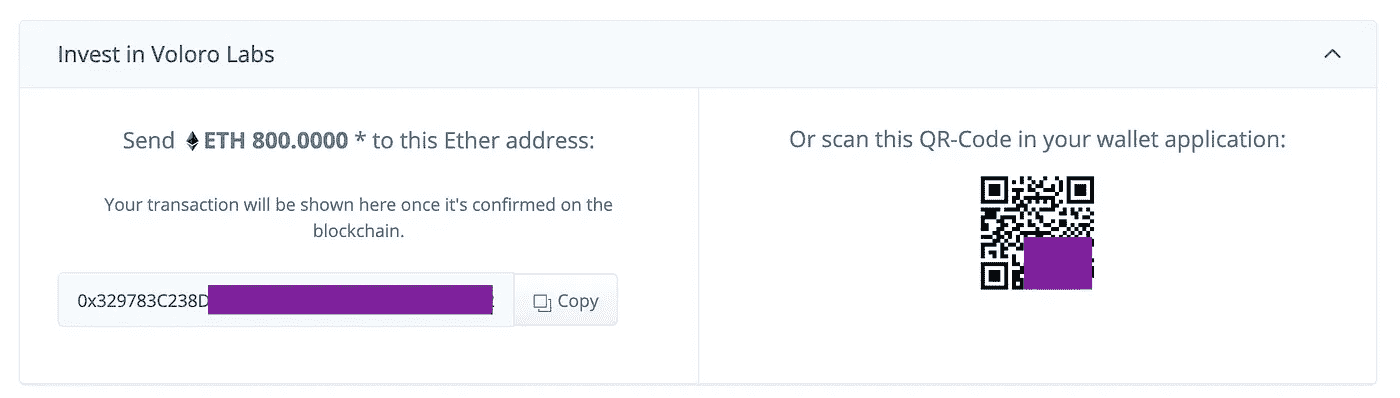 Invest in Voloro Labs
Send ETH 800.0000 * to this Ether address:
Your transaction will be shown here once it's confirmed on the
blockchain.
0x329783C238D
Copy
Or scan this QR-Code in your wallet application: